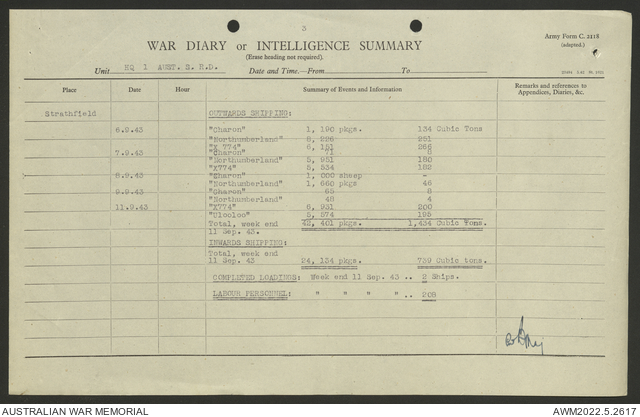 3
Army Form C. 2118
(adapted.)
WAR DIARY or INTELLIGENCE SUMMARY
(Erase heading not required).
Unit HQ 1 AUST. S. R.D. Date and Time.—From To
Place Date Hour Summary of Events and Information Remarks and references to Appendices, Diaries, &c.
Strathfield OUTWARDS SHIPPING:
6.9.43 "Charon" 1, 190 pkgs. 134 Cubic Tons
"Northumberland" 8, 226 251
"X 774" 6, 151 266
7.9.43 "Charon" 71 8
"Northumberland" 5, 951 180
"X774" 5, 534 182
8.9.43 "Charon" 1, 300 sheep -
"Northumberland" 1, 660 pkgs 46
9.9.43 "Charon" 65 8
"Northumberland" 48 4
11.9.43 "X774" 6, 931 200
"Ulooloo" 5, 574 195
Total, week end 42, 401 pkgs. 1,434 Cubic Tons.
11 Sep. 43.
INWARDS SHIPPING:
Total, week end
11 Sep. 43 24, 134 pkgs. 739 Cubic tons.
COMPLETED LOADINGS: Week end 11 Sep. 43 .. 2 Ships.
LABOUR PERSONNEL: " " " " .. 208
AUSTRALIAN WAR MEMORIAL AWM2022.5.2617